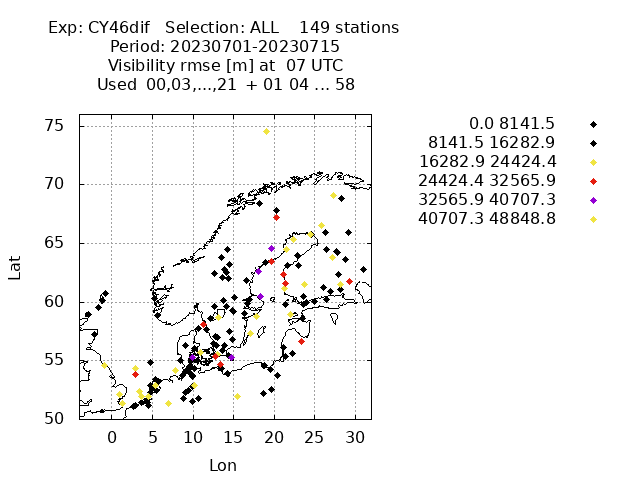 Exp: CY46dif   Selection: ALL    149 stations
Period: 20230701-20230715
Visibility rmse [m] at  07 UTC
Used  00,03,...,21  + 01 04 ... 58
0.0 8141.5
8141.5 16282.9
16282.9 24424.4
24424.4 32565.9
32565.9 40707.3
40707.3 48848.8
75
70
65
60
55
50
Lat
0 5 10 15 20 25 30
Lon